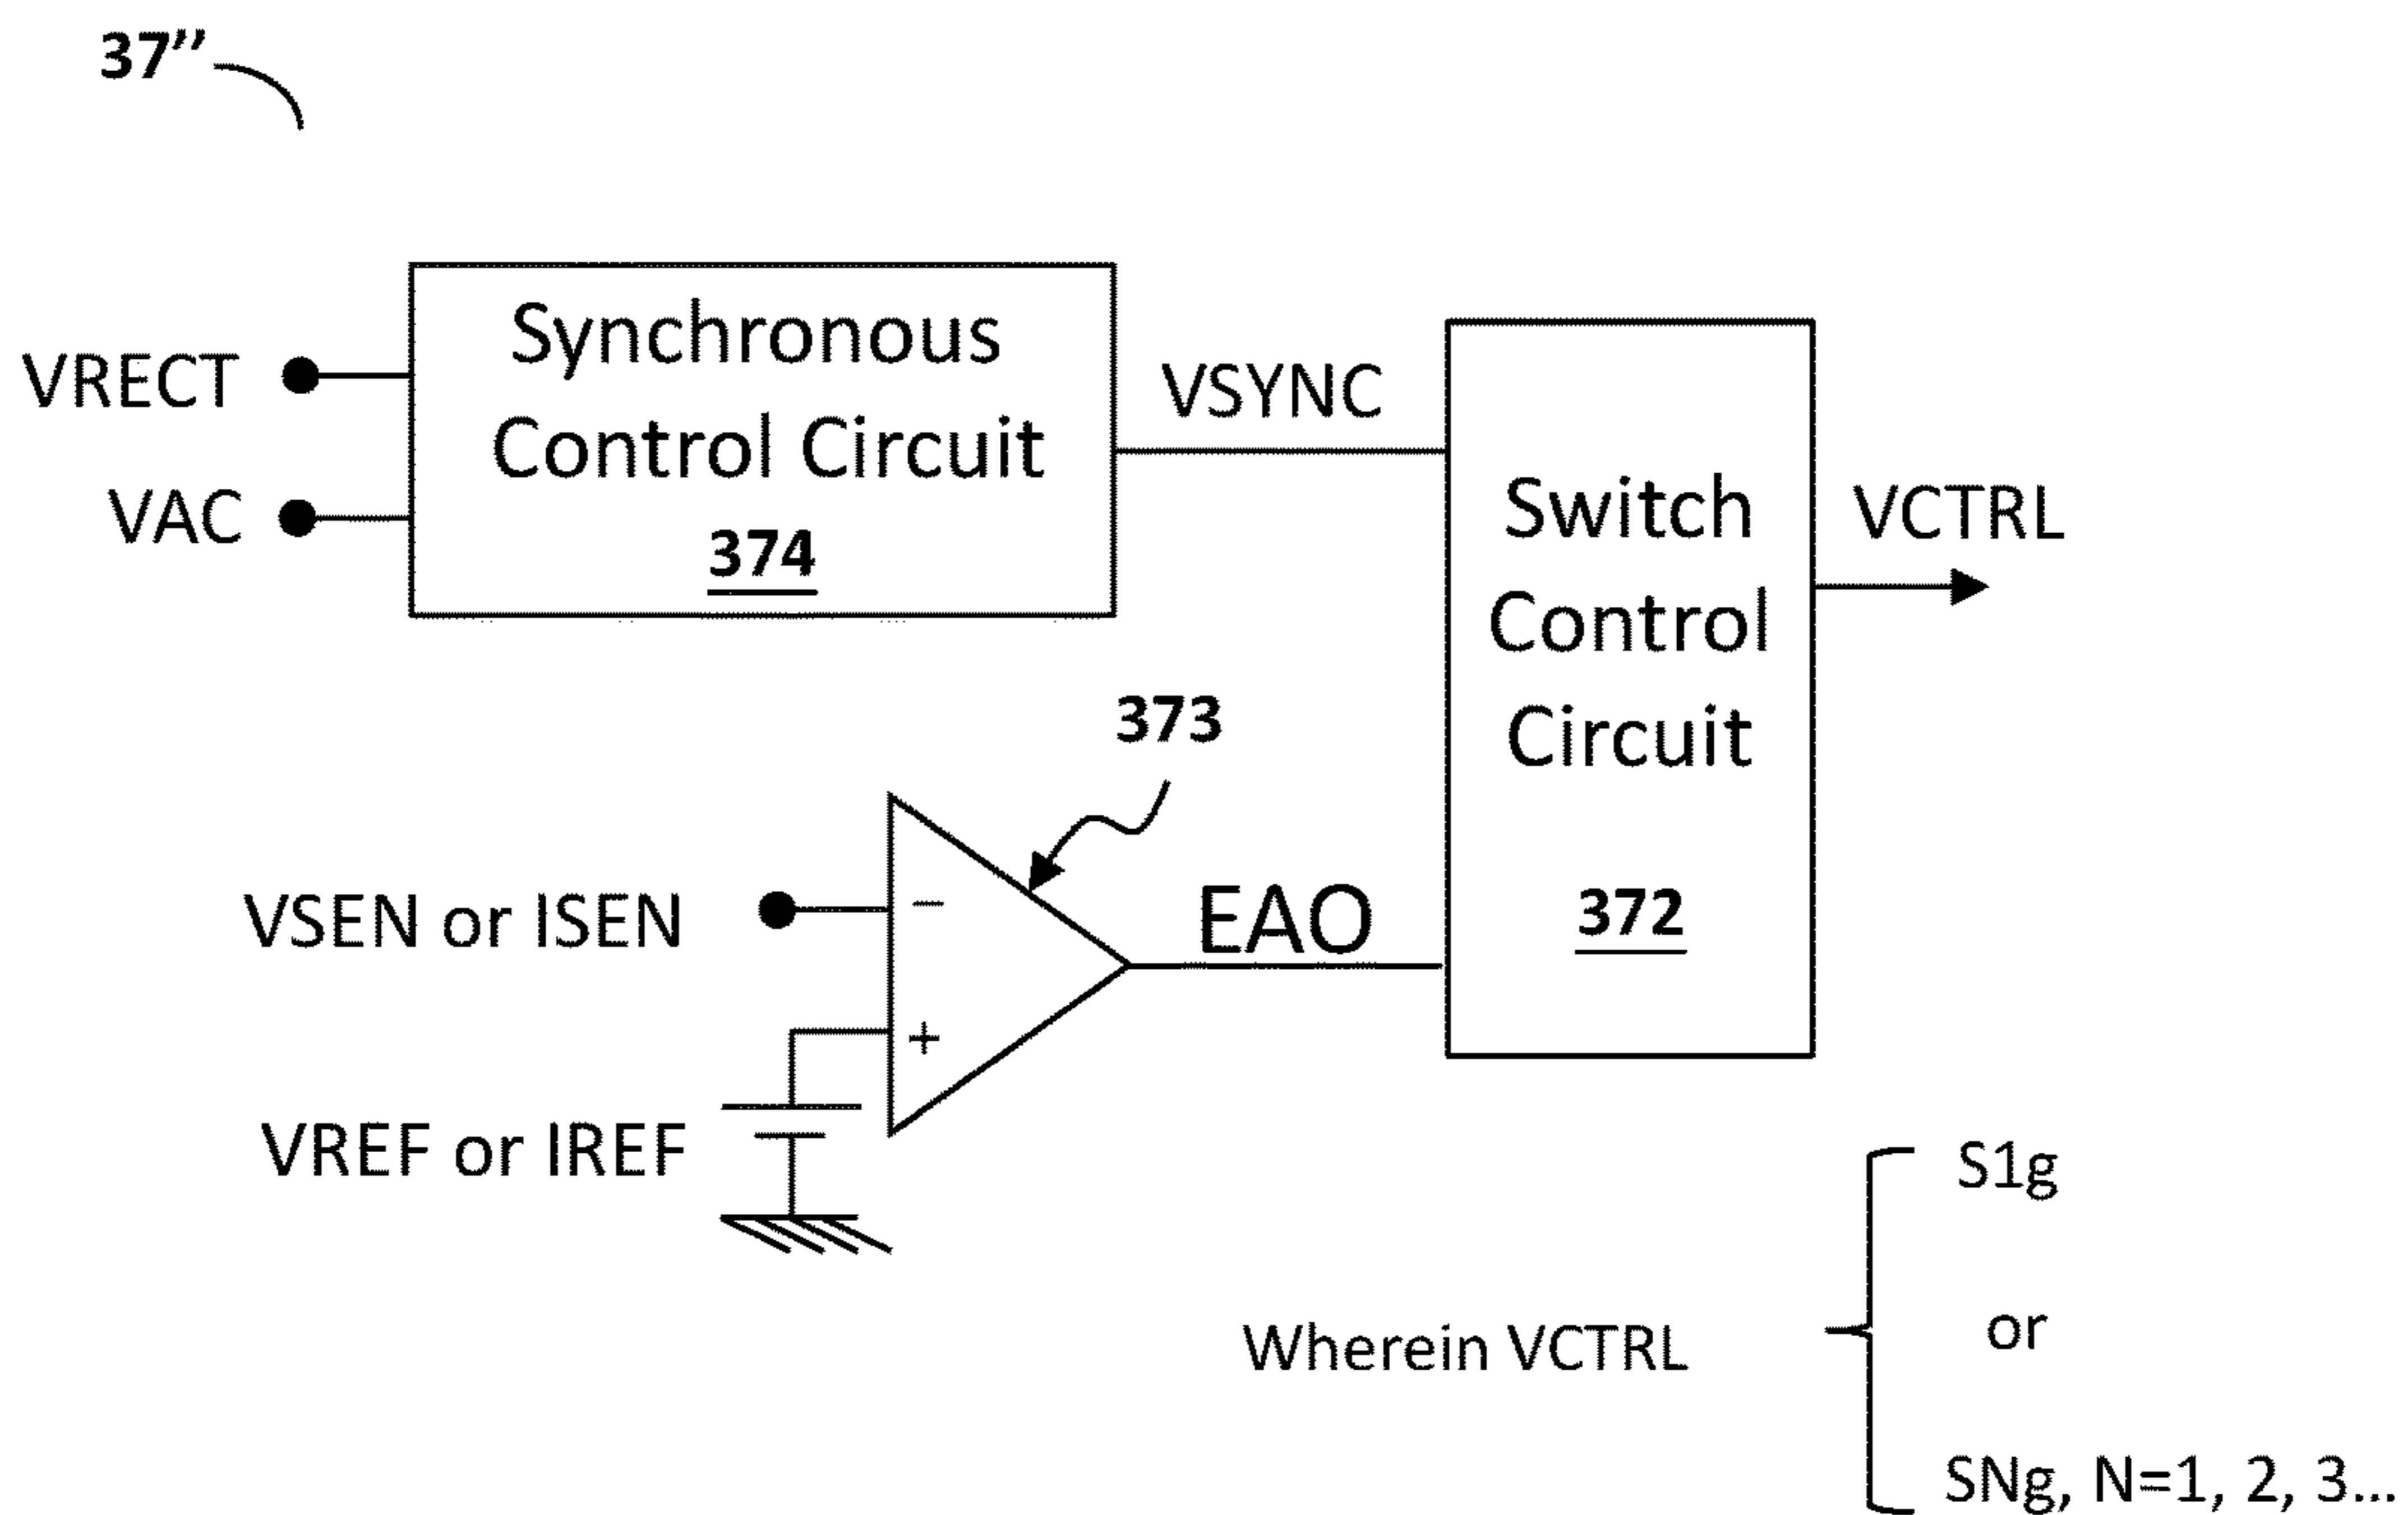 37’’
Synchronous
Control Circuit
374
VRECT
VAC
VSYNC
Switch
Control
Circuit
372
VCTRL
373
VSEN or ISEN
−
+
EAO
VREF or IREF
Wherein VCTRL
S1g
or
SNg, N=1, 2, 3...